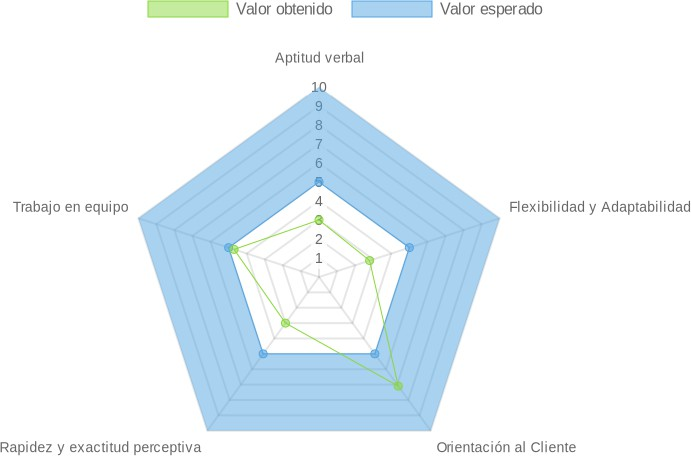 Valor obtenido Valor esperado
Aptitud verbal
10
9
8
7
6
5
4
3
2
1
Trabajo en equipo
Flexibilidad y Adaptabilidad
Rapidez y exactitud perceptiva
Orientación al Cliente